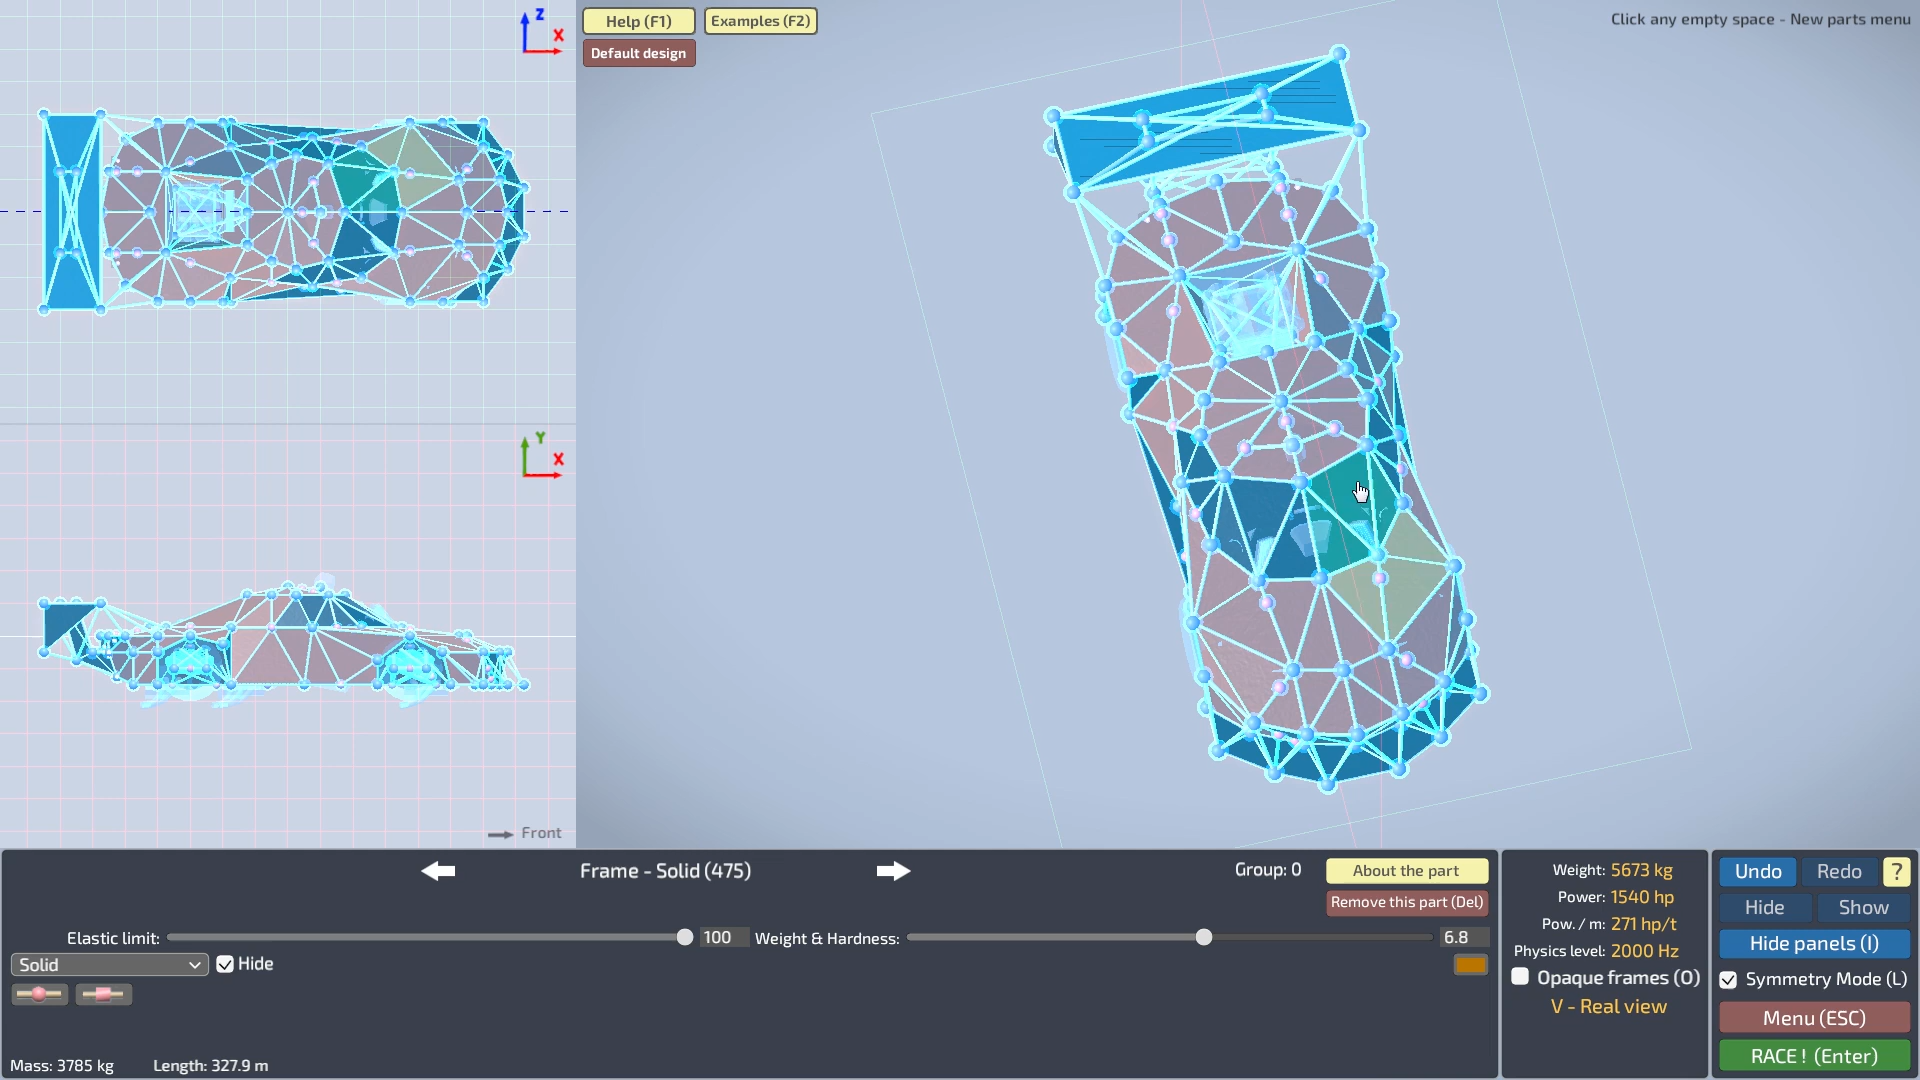 Z
X
Help (F1)
Examples (F2)
Default design
Click any empty space - New parts menu
Y
X
Front
Frame - Solid (475)
Group: 0
About the part
Remove this part (Del)
Elastic limit:
100
Weight & Hardness:
6.8
Solid
Hide
Mass: 3785 kg
Length: 327.9 m
Weight: 5673 kg
Power: 1540 hp
Pow. / m: 271 hp/t
Physics level: 2000 Hz
Opaque frames (O)
V - Real view
Undo
Redo
?
Hide
Show
Hide panels (I)
Symmetry Mode (L)
Menu (ESC)
RACE ! (Enter)